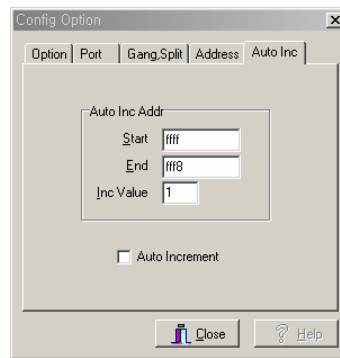 Config Option
Option Port Gang,Split Address Auto Inc
Auto Inc Addr
Start ffff
End fff8
Inc Value 1
Auto Increment
Close Help